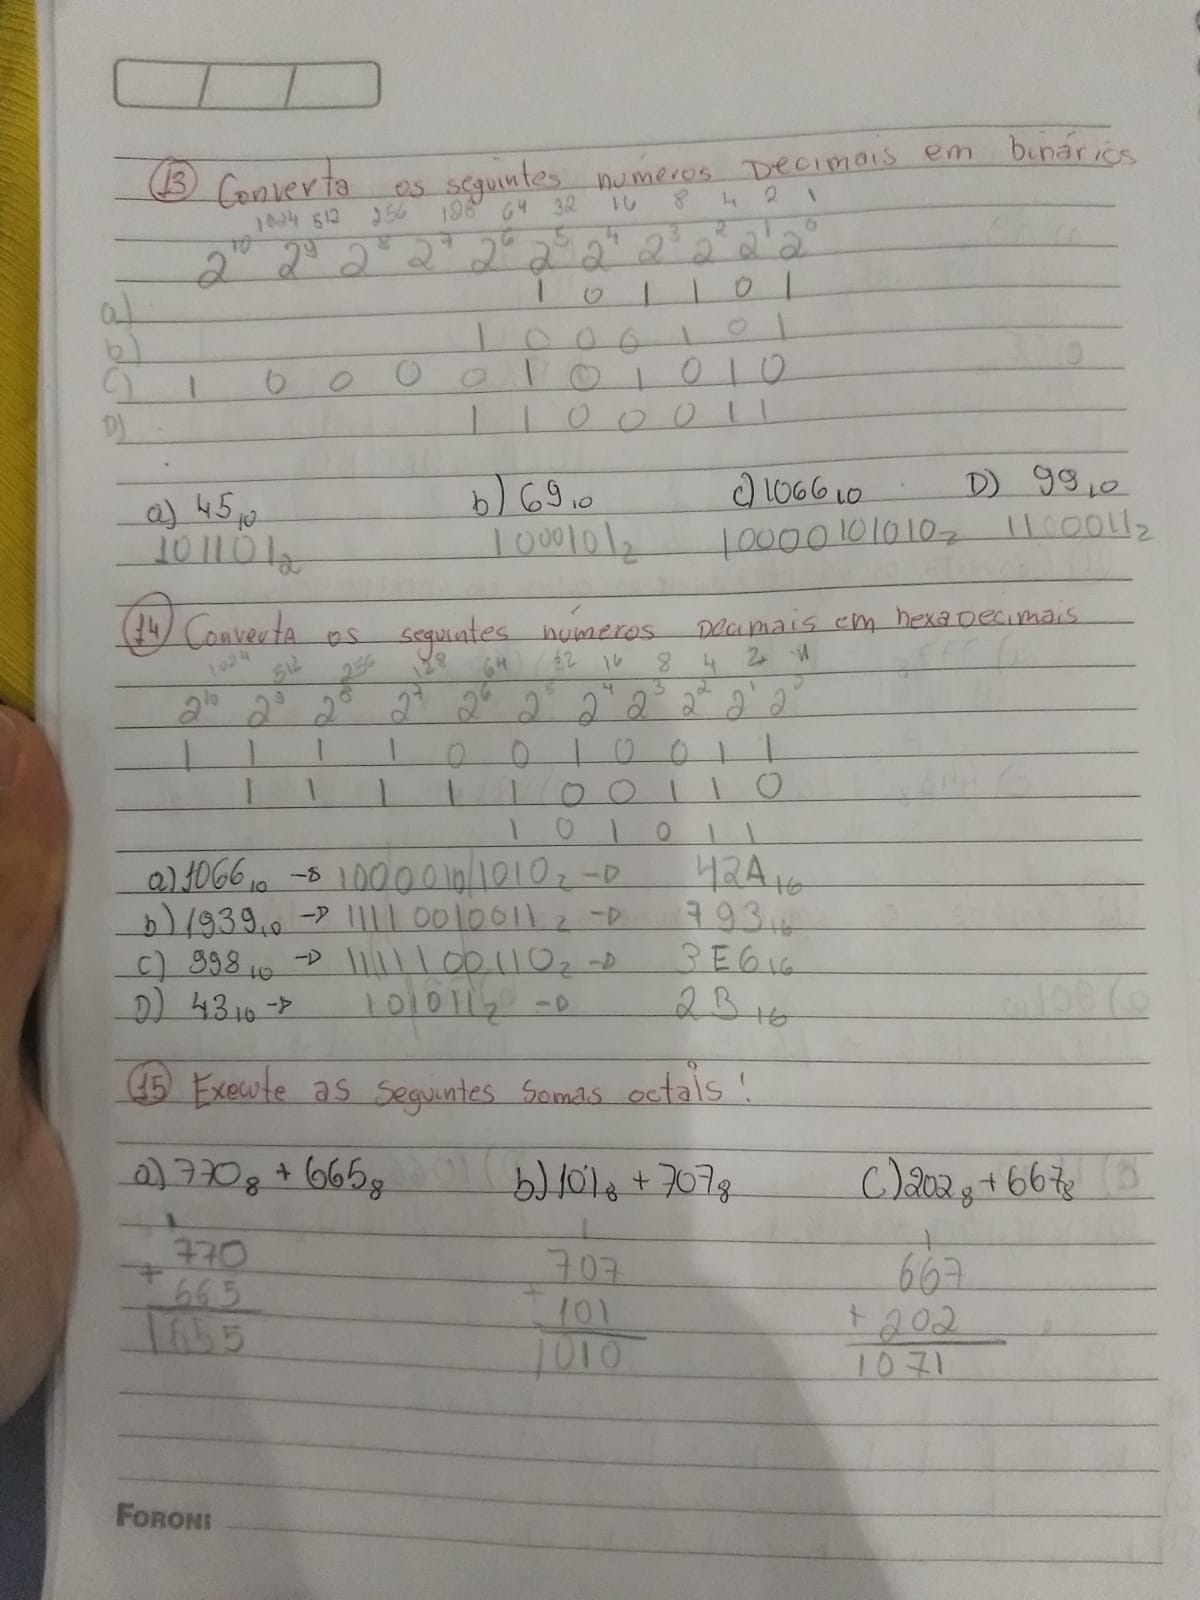 13 Converta os seguintes números Decimais em binários
1024 512 256 128 64 32 16 8 4 2 1
2¹⁰ 2⁹ 2⁸ 2⁷ 2⁶ 2⁵ 2⁴ 2³ 2² 2¹ 2⁰
a) 1 0 1 1 0 1
b) 1 0 0 0 1 0 1
c) 1 0 0 0 0 1 0 1 0 1 0
D) 1 1 0 0 0 1 1
a) 45₁₀ b) 69₁₀ c) 1066₁₀ D) 99₁₀
101101₂ 1000101₂ 10000101010₂ 1100011₂
14 Converta os seguintes números Decimais em hexadecimais
1024 512 256 128 64 32 16 8 4 2 1
2¹⁰ 2⁹ 2⁸ 2⁷ 2⁶ 2⁵ 2⁴ 2³ 2² 2¹ 2⁰
1 1 1 1 0 0 1 0 0 1 1
1 1 1 1 1 0 0 1 1 0
1 0 1 0 1 1
a) 1066₁₀ → 10000101010₂ → 42A₁₆
b) 1939₁₀ → 11110010011₂ → 793₁₆
c) 998₁₀ → 1111100110₂ → 3E6₁₆
D) 43₁₀ → 101011₂ → 2B₁₆
15 Execute as seguintes somas octais!
a) 770₈ + 665₈ b) 101₈ + 707₈ c) 202₈ + 667₈
1 1 1
770 707 667
+ 665 + 101 + 202
1655 1010 1071
FORONI